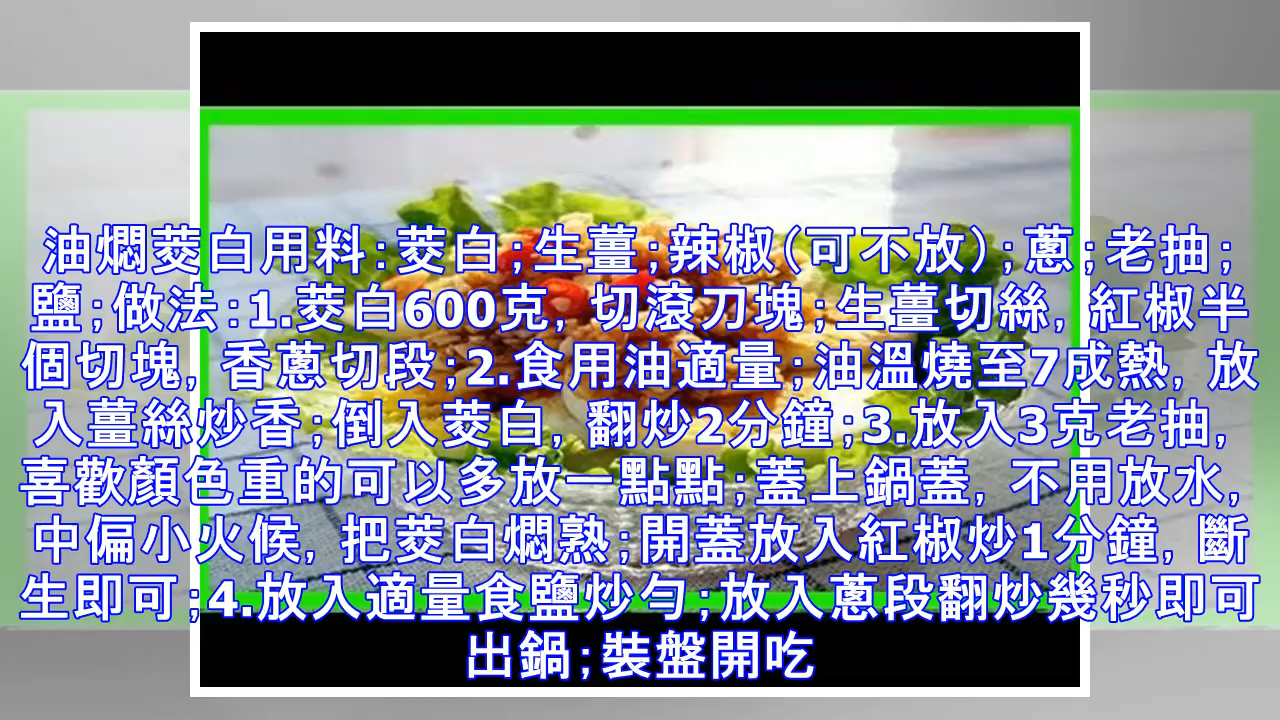 油燜茭白用料:茭白;生薑;辣椒(可不放);蔥;老抽;
鹽;做法:1.茭白600克, 切滾刀塊;生薑切絲, 紅椒半
個切塊, 香蔥切段;2.食用油適量;油溫燒至7成熱, 放
入薑絲炒香;倒入茭白, 翻炒2分鐘;3.放入3克老抽,
喜歡顏色重的可以多放一點點;蓋上鍋蓋, 不用放水,
中偏小火候, 把茭白燜熟;開蓋放入紅椒炒1分鐘, 斷
生即可;4.放入適量食鹽炒勻;放入蔥段翻炒幾秒即可
出鍋;裝盤開吃